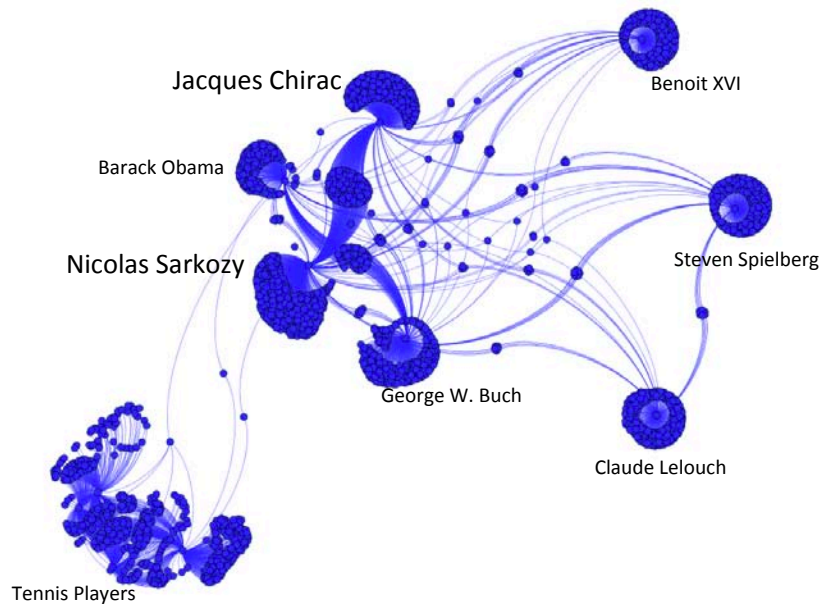 Benoit XVI
Jacques Chirac
Barack Obama
Steven Spielberg
Nicolas Sarkozy
George W. Buch
Claude Lelouch
Tennis Players